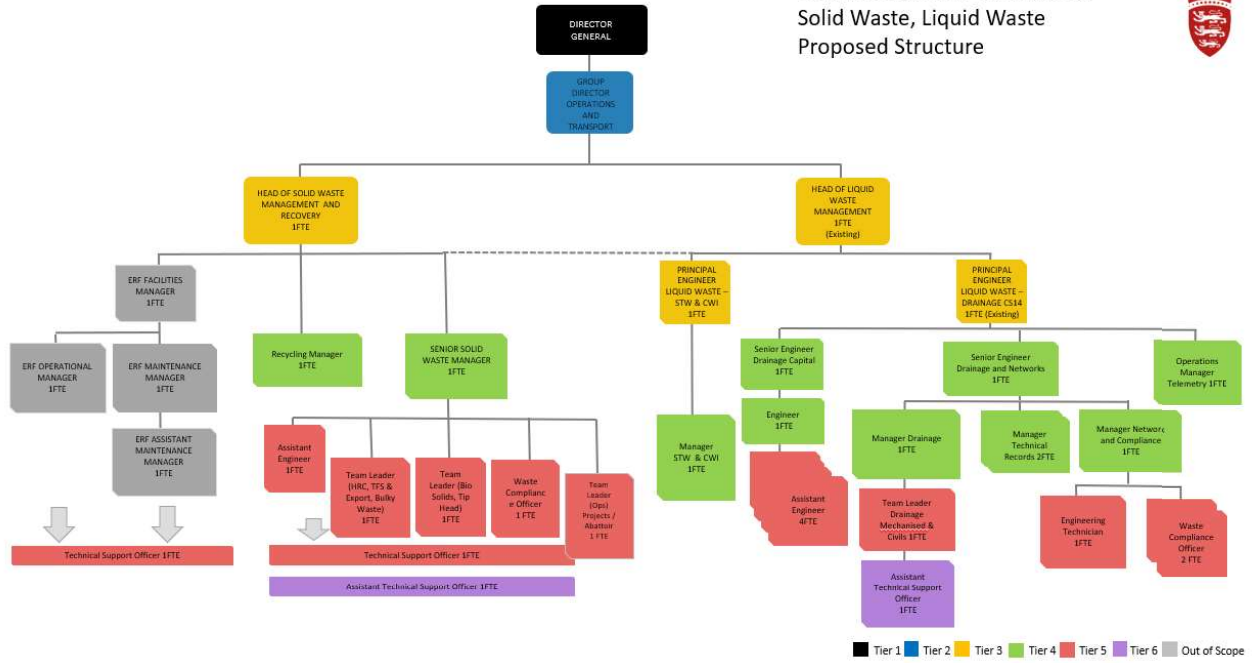 Solid Waste, Liquid Waste
Proposed Structure
DIRECTOR
GENERAL
GROUP
DIRECTOR
OPERATIONS
AND
TRANSPORT
HEAD OF SOLID WASTE
MANAGEMENT AND
RECOVERY
1FTE
HEAD OF LIQUID
WASTE
MANAGEMENT
1FTE
(Existing)
ERF FACILITIES
MANAGER
1FTE
PRINCIPAL
ENGINEER
LIQUID WASTE –
STW & CWI
1FTE
PRINCIPAL
ENGINEER
LIQUID WASTE –
DRAINAGE CS14
1FTE (Existing)
ERF OPERATIONAL
MANAGER
1FTE
ERF MAINTENANCE
MANAGER
1FTE
Recycling Manager
1FTE
SENIOR SOLID
WASTE MANAGER
1FTE
Senior Engineer
Drainage Capital
1FTE
Senior Engineer
Drainage and Networks
1FTE
Operations
Manager
Telemetry 1FTE
ERF ASSISTANT
MAINTENANCE
MANAGER
1FTE
Assistant
Engineer
1FTE
Team Leader
(HRC, TFS &
Export, Bulky
Waste)
1FTE
Team
Leader (Bio
Solids, Tip
Head)
1FTE
Waste
Complianc
e Officer
1 FTE
Team
Leader
(Ops)
Projects /
Abattoir
1 FTE
Manager
STW & CWI
1FTE
Engineer
1FTE
Manager Drainage
1FTE
Manager
Technical
Records 2FTE
Manager Network
and Compliance
1FTE
Assistant
Engineer
4FTE
Team Leader
Drainage
Mechanised &
Civils 1FTE
Engineering
Technician
1FTE
Waste
Compliance
Officer
2 FTE
Technical Support Officer 1FTE
Technical Support Officer 1FTE
Assistant Technical Support Officer 1FTE
Assistant
Technical Support
Officer
1FTE
Tier 1 Tier 2 Tier 3 Tier 4 Tier 5 Tier 6 Out of Scope